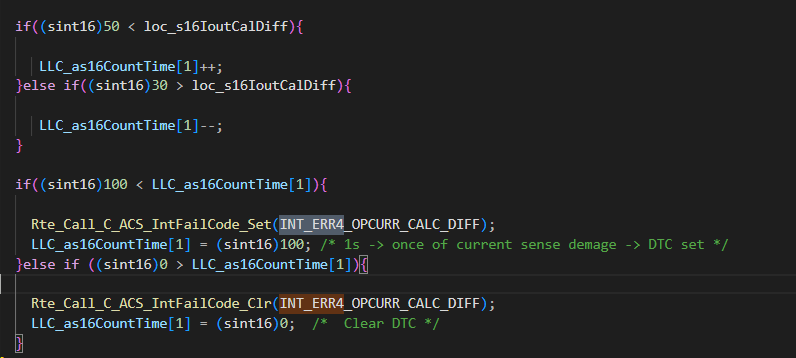 if((sint16)50 < loc_s16IoutCalDiff){
LLC_as16CountTime[1]++;
}else if((sint16)30 > loc_s16IoutCalDiff){
LLC_as16CountTime[1]--;
}
if((sint16)100 < LLC_as16CountTime[1]){
Rte_Call_C_ACS_IntFailCode_Set(INT_ERR4_OPCURR_CALC_DIFF);
LLC_as16CountTime[1] = (sint16)100; /* 1s -> once of current sense demage -> DTC set */
}else if ((sint16)0 > LLC_as16CountTime[1]){
Rte_Call_C_ACS_IntFailCode_Clr(INT_ERR4_OPCURR_CALC_DIFF);
LLC_as16CountTime[1] = (sint16)0;  /*  Clear DTC */
}